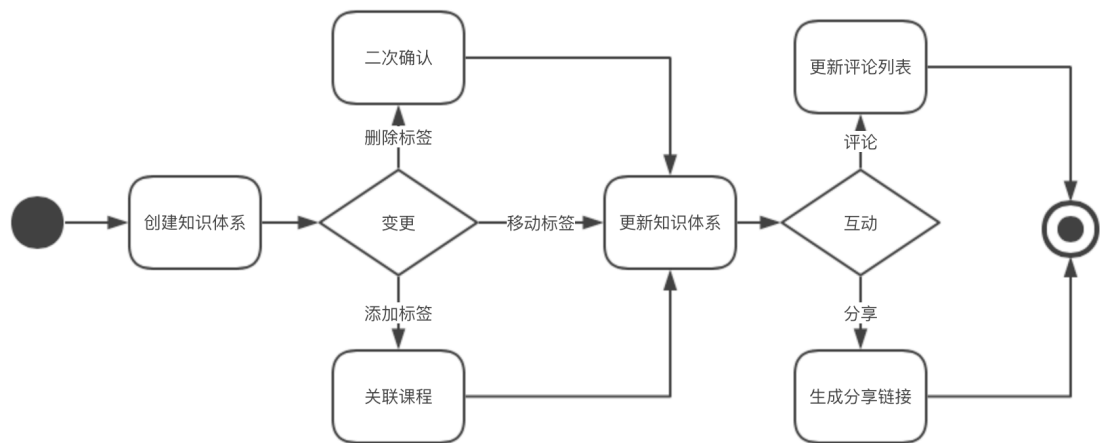 二次确认
更新评论列表
删除标签
评论
创建知识体系
变更
移动标签
更新知识体系
互动
添加标签
分享
关联课程
生成分享链接